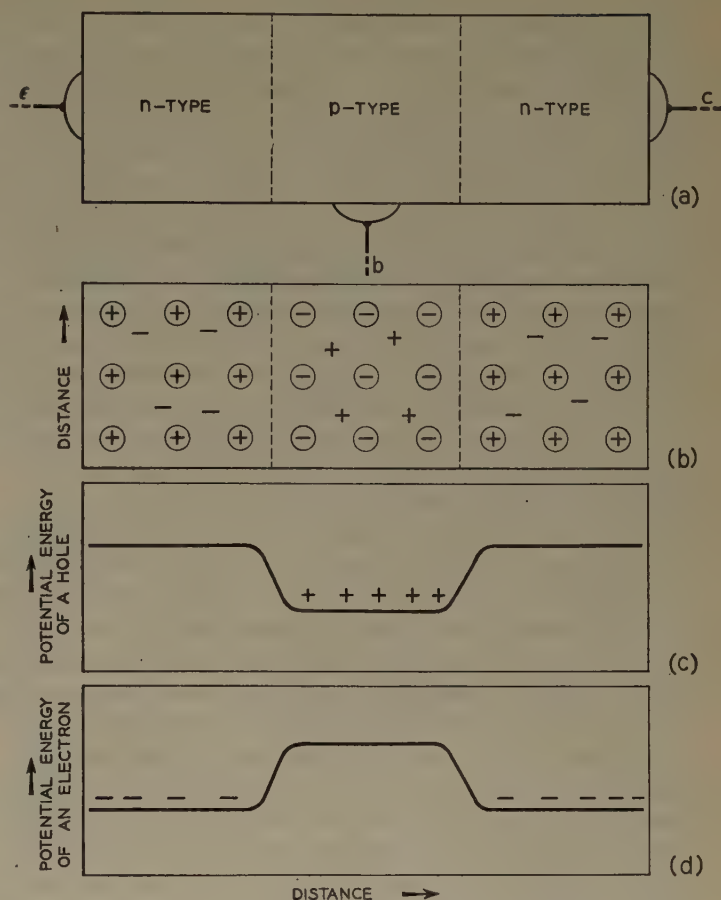 ϵ
n-TYPE
p-TYPE
n-TYPE
c
(a)
b
DISTANCE
+ + + − − − + + +
− − + + − −
+ + + − − − + + +
− − + + − −
+ + + − − − + + +
(b)
POTENTIAL ENERGY
OF A HOLE
+ + + + +
(c)
POTENTIAL ENERGY
OF AN ELECTRON
− − − − − − − −
(d)
DISTANCE